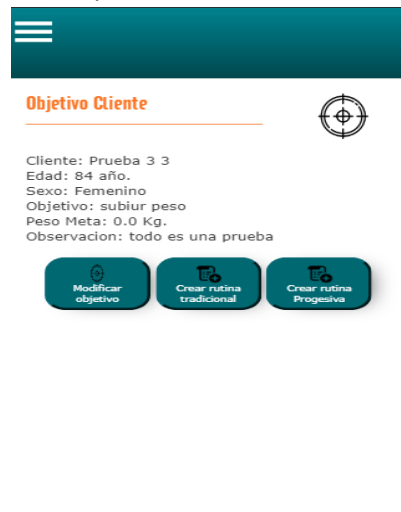 Objetivo Cliente
Cliente: Prueba 3 3
Edad: 84 año.
Sexo: Femenino
Objetivo: subiur peso
Peso Meta: 0.0 Kg.
Observacion: todo es una prueba
Modificar objetivo
Crear rutina tradicional
Crear rutina Progesiva